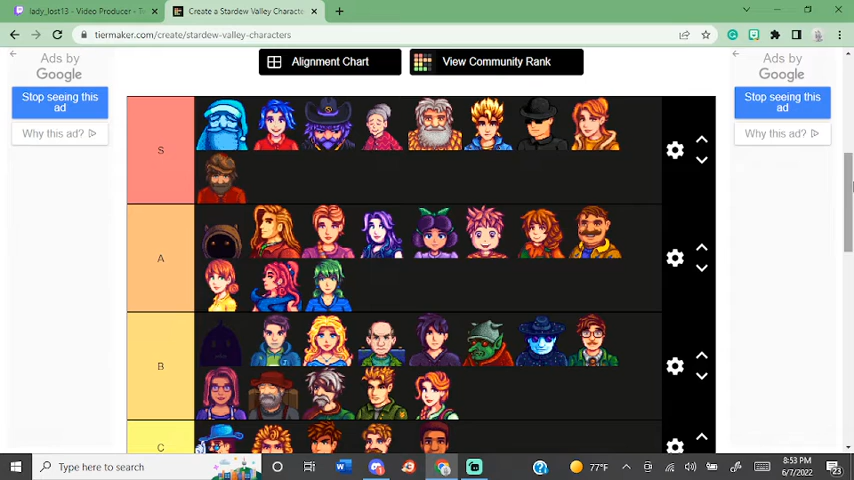 lady_lost13 - Video Producer - T
Create a Stardew Valley Characte
tiermaker.com/create/stardew-valley-characters
Ads by
Google
Stop seeing this
ad
Why this ad?
Alignment Chart
View Community Rank
Ads by
Google
Stop seeing this
ad
Why this ad?
S
A
B
C
Type here to search
77°F
8:53 PM
6/7/2022
23